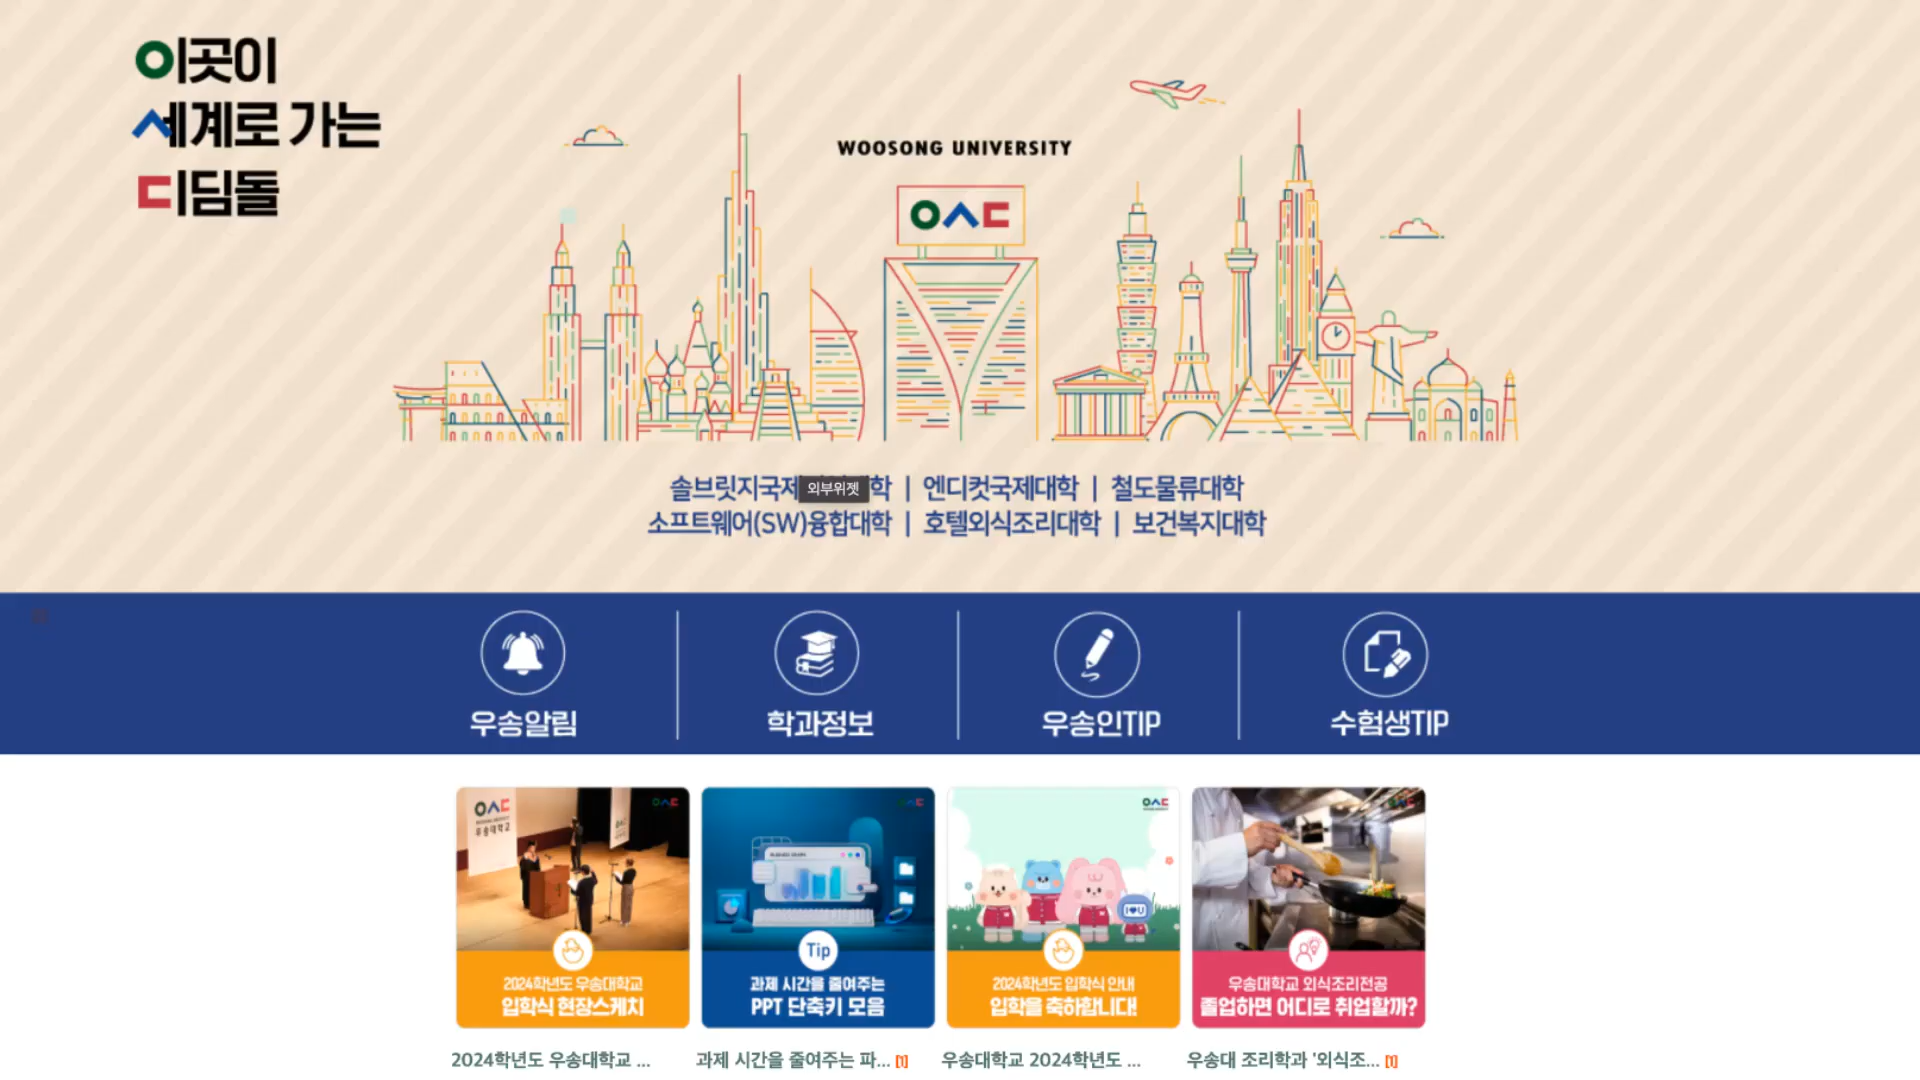 이곳이
세계로 가는
디딤돌
WOOSONG UNIVERSITY
ㅇㅅㄷ
솔브릿지국제 학 | 엔디컷국제대학 | 철도물류대학
외부위젯
소프트웨어(SW)융합대학 | 호텔외식조리대학 | 보건복지대학
우송알림
학과정보
우송인TIP
수험생TIP
ㅇㅅㄷ
우송대학교
2024학년도 우송대학교
입학식 현장스케치
Tip
과제 시간을 줄여주는
PPT 단축키 모음
ㅇㅅㄷ
I♥U
2024학년도 입학식 안내
입학을 축하합니다!
우송대학교 외식조리전공
졸업하면 어디로 취업할까?
2024학년도 우송대학교 ...
과제 시간을 줄여주는 파... [1]
우송대학교 2024학년도 ...
우송대 조리학과 '외식조... [1]